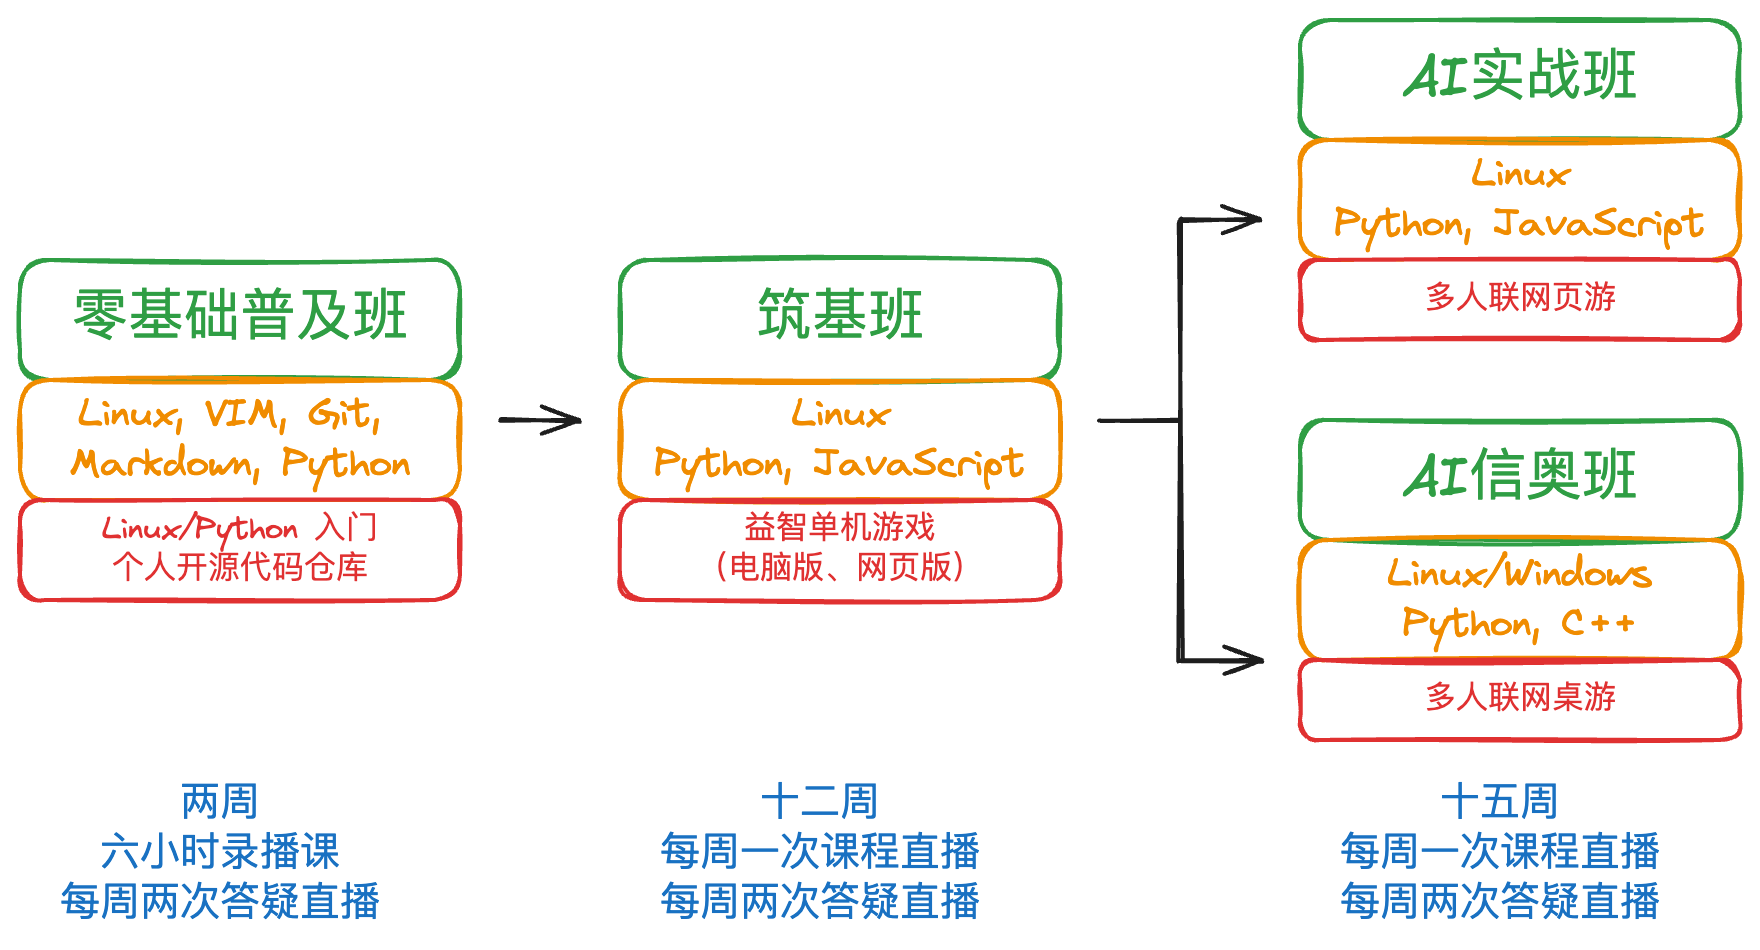 零基础普及班
Linux, VIM, Git,
Markdown, Python
Linux/Python 入门
个人开源代码仓库
两周
六小时录播课
每周两次答疑直播
筑基班
Linux
Python, JavaScript
益智单机游戏
（电脑版、网页版）
十二周
每周一次课程直播
每周两次答疑直播
AI实战班
Linux
Python, JavaScript
多人联网页游
AI信奥班
Linux/Windows
Python, C++
多人联网桌游
十五周
每周一次课程直播
每周两次答疑直播